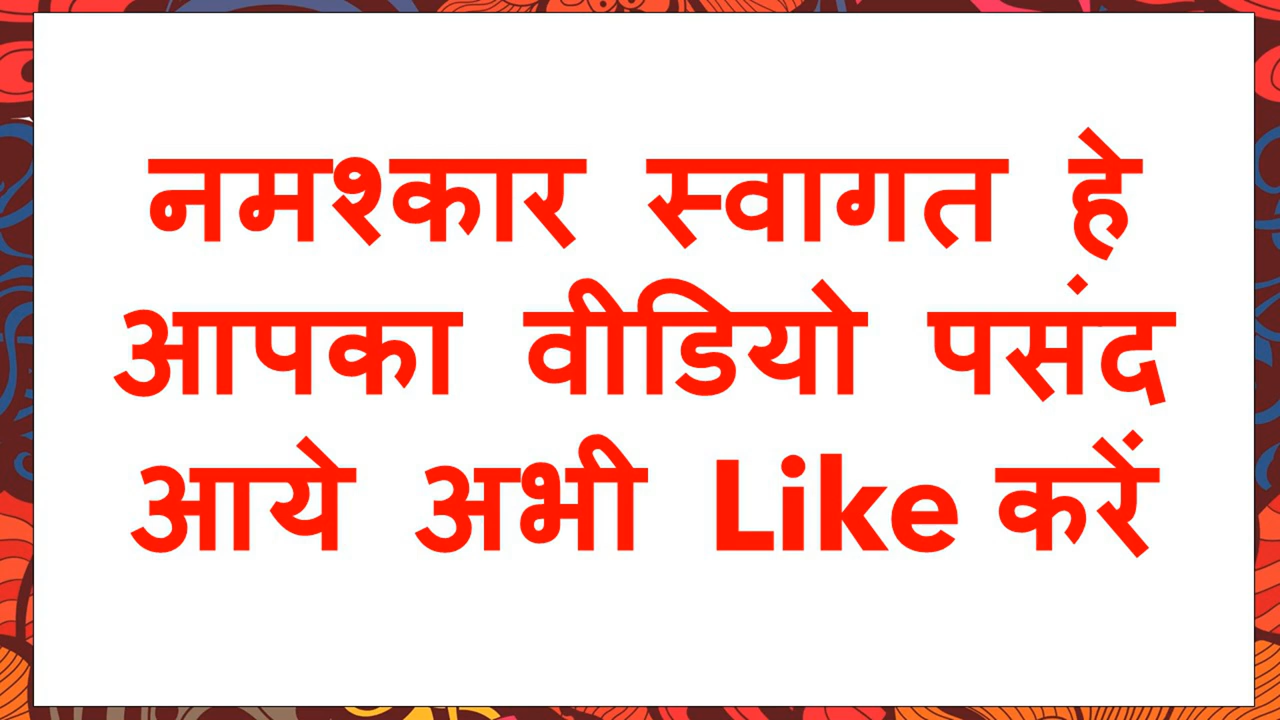 नमश्कार स्वागत हे
आपका वीडियो पसंद
आये अभी Like करें